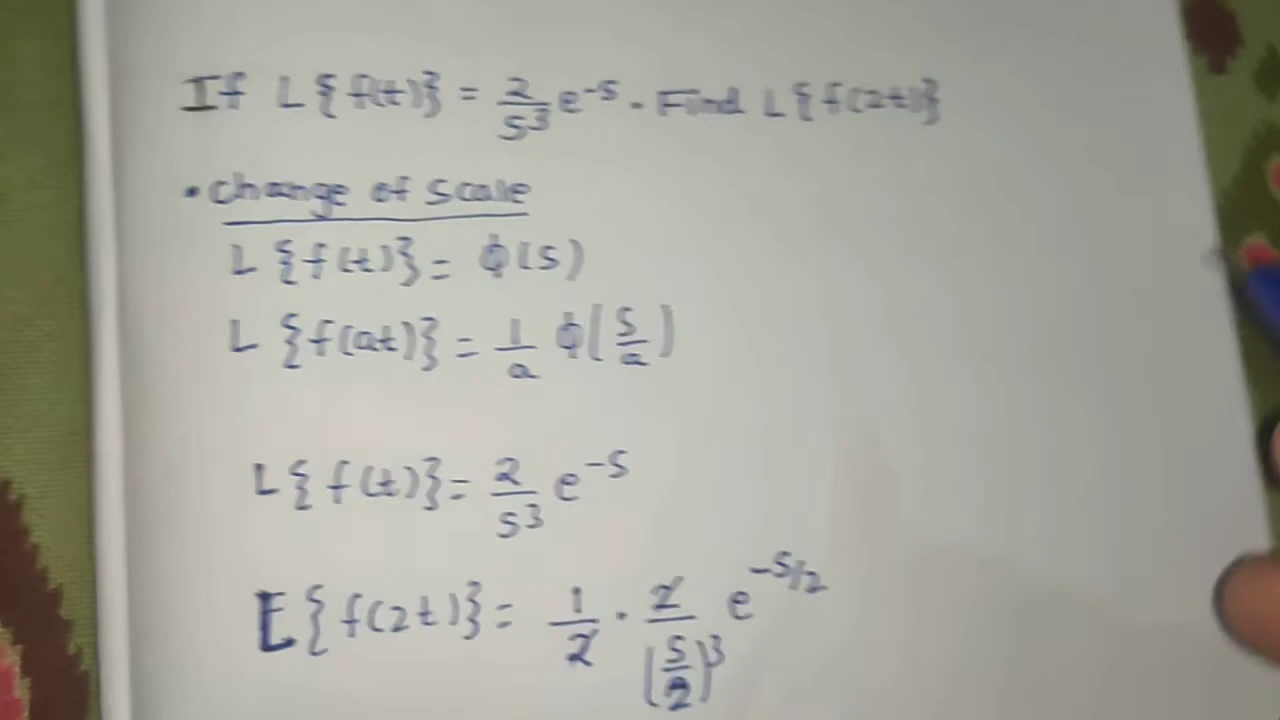 If L{f(t)} = 2/s³ e^-s . Find L{f(2t)}
• Change of scale
L {f(t)} = ϕ(s)
L {f(at)} = 1/a ϕ(s/a)
L{f(t)} = 2/s³ e^-s
L{f(2t)} = 1/2 . 2/(s/2)³ e^-s/2